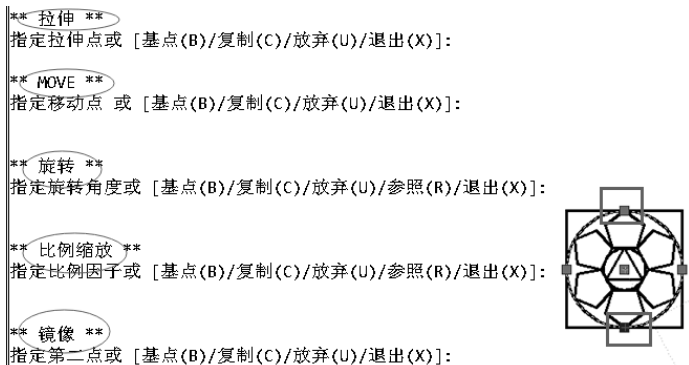 ** 拉伸 **
指定拉伸点或 [基点(B)/复制(C)/放弃(U)/退出(X)]:
** MOVE **
指定移动点 或 [基点(B)/复制(C)/放弃(U)/退出(X)]:
** 旋转 **
指定旋转角度或 [基点(B)/复制(C)/放弃(U)/参照(R)/退出(X)]:
** 比例缩放 **
指定比例因子或 [基点(B)/复制(C)/放弃(U)/参照(R)/退出(X)]:
** 镜像 **
指定第二点或 [基点(B)/复制(C)/放弃(U)/退出(X)]: